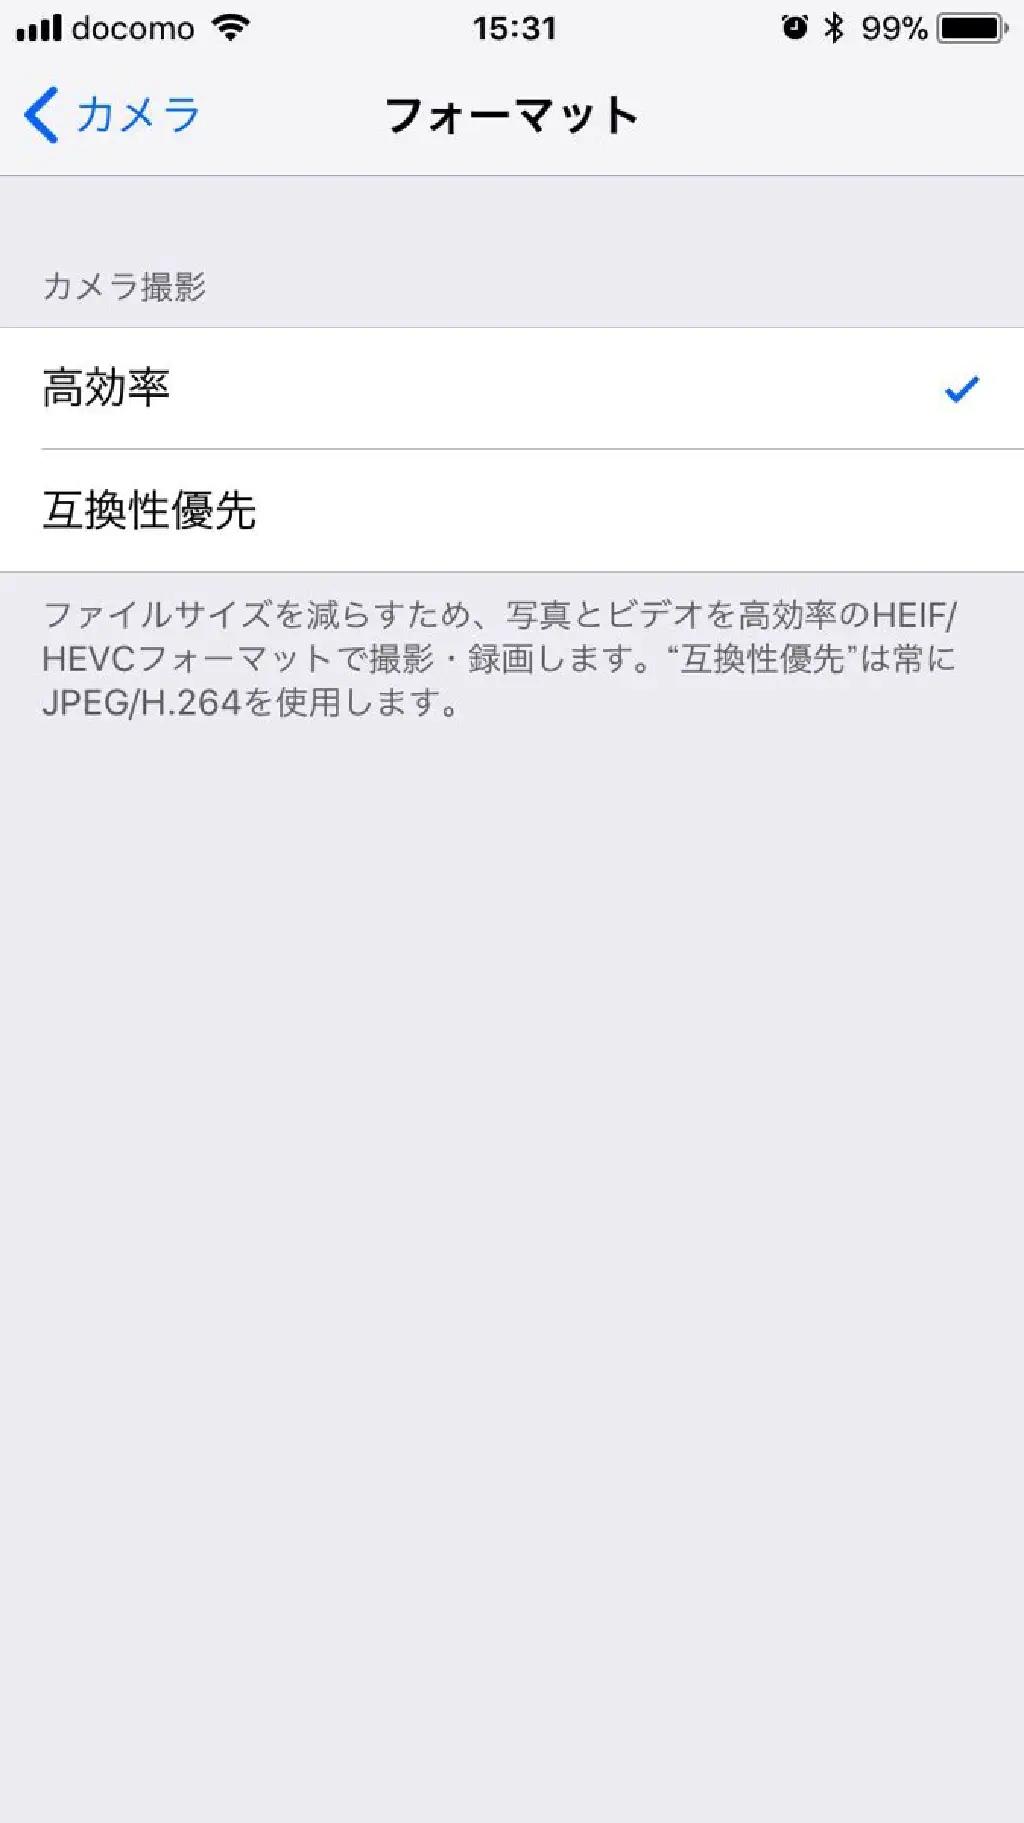 docomo 15:31 99%
カメラ フォーマット
カメラ撮影
高効率
互換性優先
ファイルサイズを減らすため、写真とビデオを高効率のHEIF/
HEVCフォーマットで撮影・録画します。“互換性優先”は常に
JPEG/H.264を使用します。